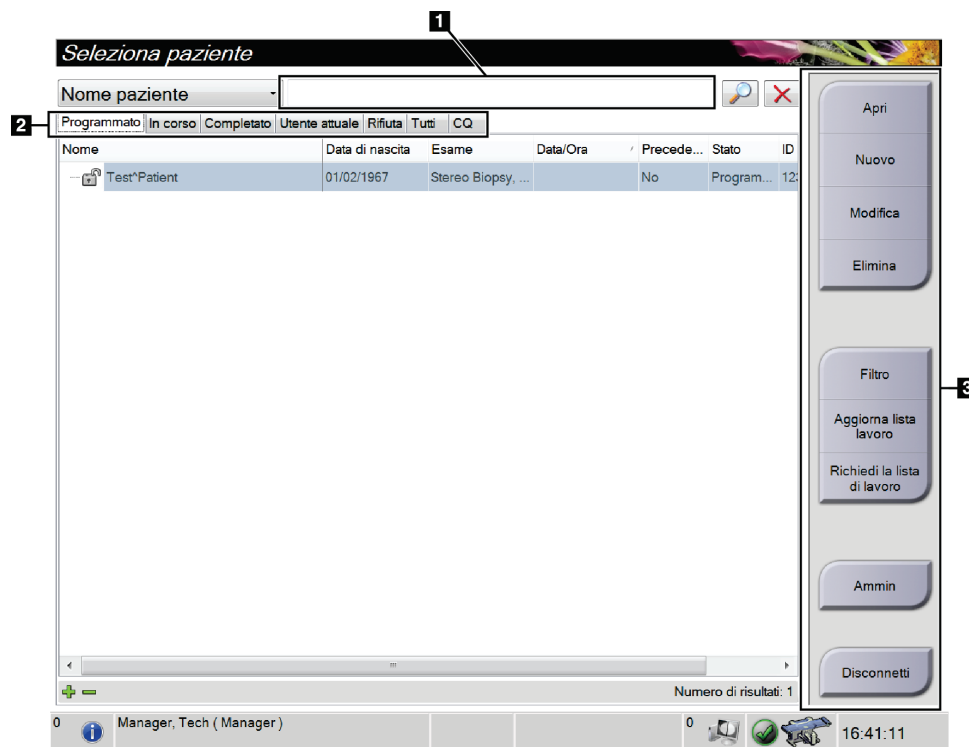 1
Seleziona paziente
Nome paziente
2
Programmato In corso Completato Utente attuale Rifiuta Tutti CQ
Nome Data di nascita Esame Data/Ora Precede... Stato ID
Test^Patient 01/02/1967 Stereo Biopsy, ... No Program... 123
Apri
Nuovo
Modifica
Elimina
3
Filtro
Aggiorna lista
lavoro
Richiedi la lista
di lavoro
Ammin
Disconnetti
Numero di risultati: 1
0 Manager, Tech ( Manager ) 0 16:41:11